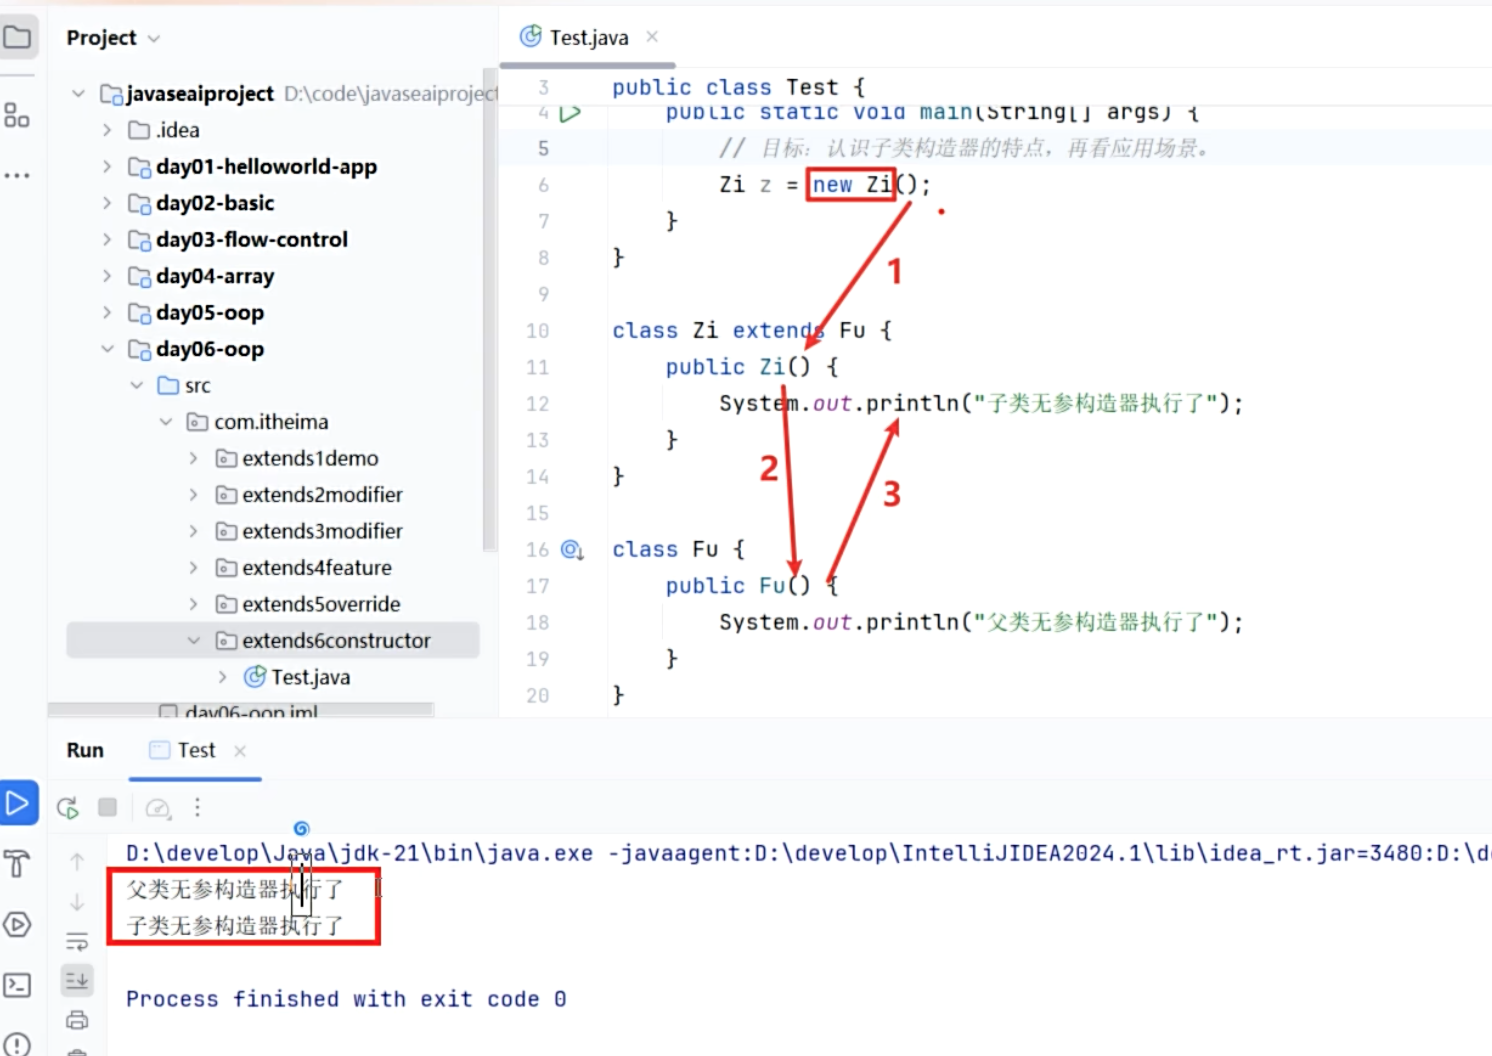 Project
Test.java
javaseaiproject D:\code\javaseaiproject
.idea
day01-helloworld-app
day02-basic
day03-flow-control
day04-array
day05-oop
day06-oop
src
com.itheima
extends1demo
extends2modifier
extends3modifier
extends4feature
extends5override
extends6constructor
Test.java
day06-oop.iml
3 public class Test {
4 public static void main(String[] args) {
5 // 目标：认识子类构造器的特点，再看应用场景。
6 Zi z = new Zi();
7 }
8 }
9
10 class Zi extends Fu {
11 public Zi() {
12 System.out.println("子类无参构造器执行了");
13 }
14 }
15
16 class Fu {
17 public Fu() {
18 System.out.println("父类无参构造器执行了");
19 }
20 }
1
2
3
Run Test
D:\develop\Java\jdk-21\bin\java.exe -javaagent:D:\develop\IntelliJIDEA2024.1\lib\idea_rt.jar=3480:D:\de
父类无参构造器执行了
子类无参构造器执行了
Process finished with exit code 0